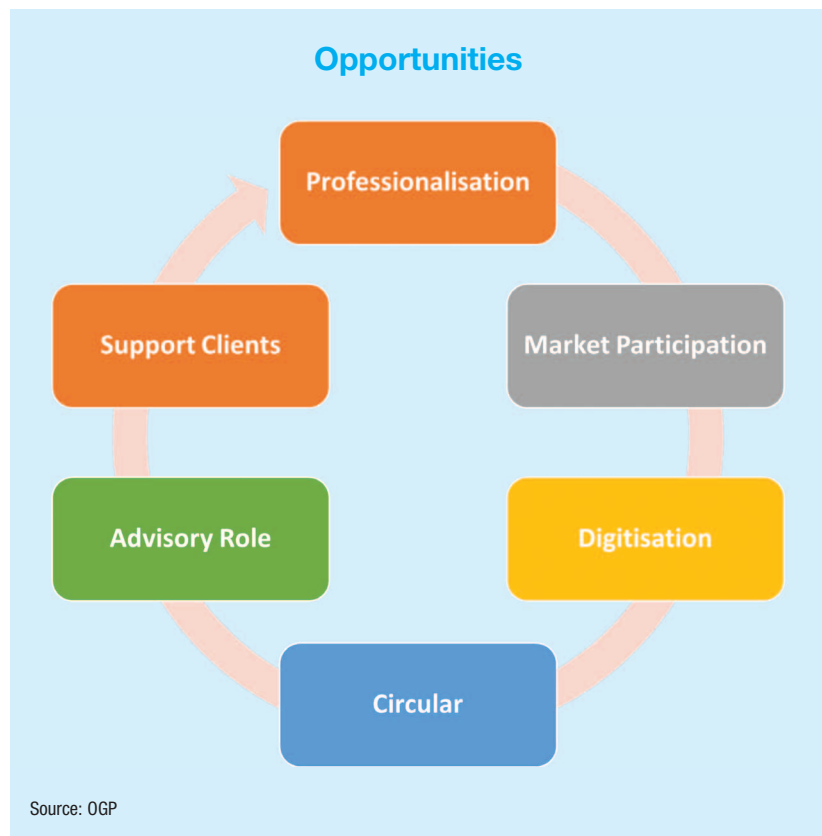 Opportunities
Professionalisation
Market Participation
Digitisation
Circular
Advisory Role
Support Clients
Source: OGP